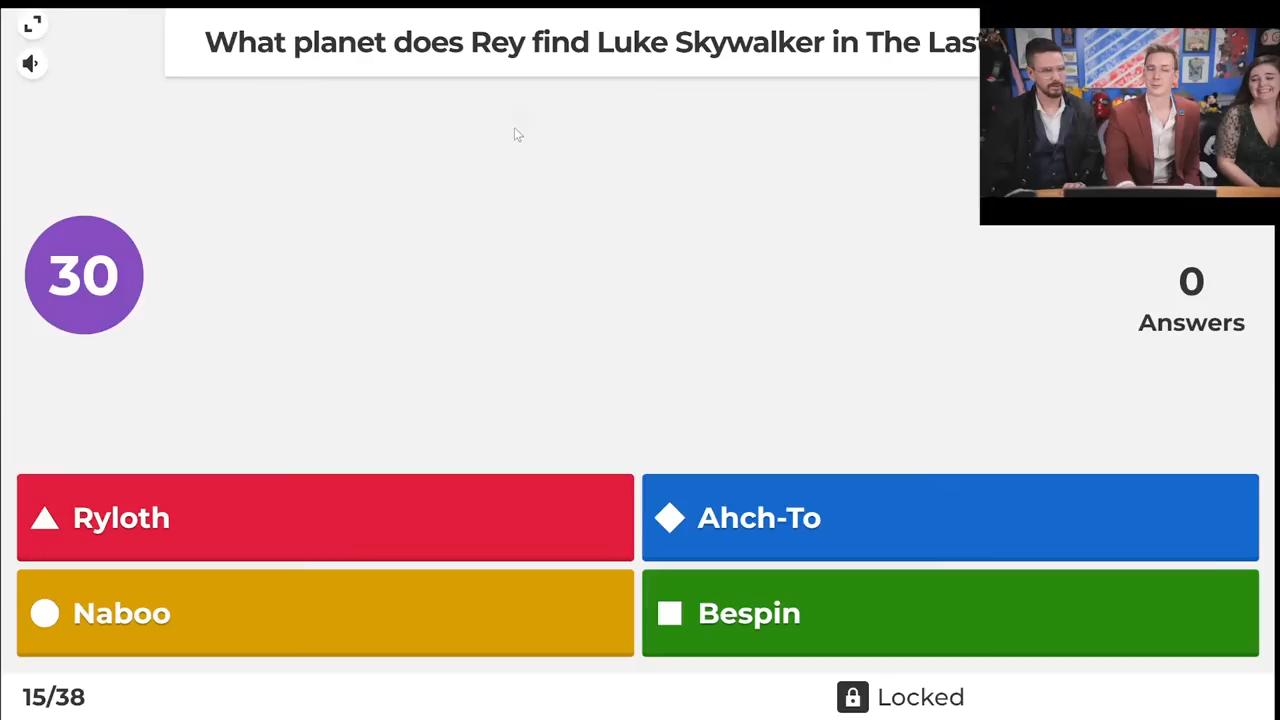 What planet does Rey find Luke Skywalker in The Las
30
0
Answers
Ryloth
Ahch-To
Naboo
Bespin
15/38
Locked